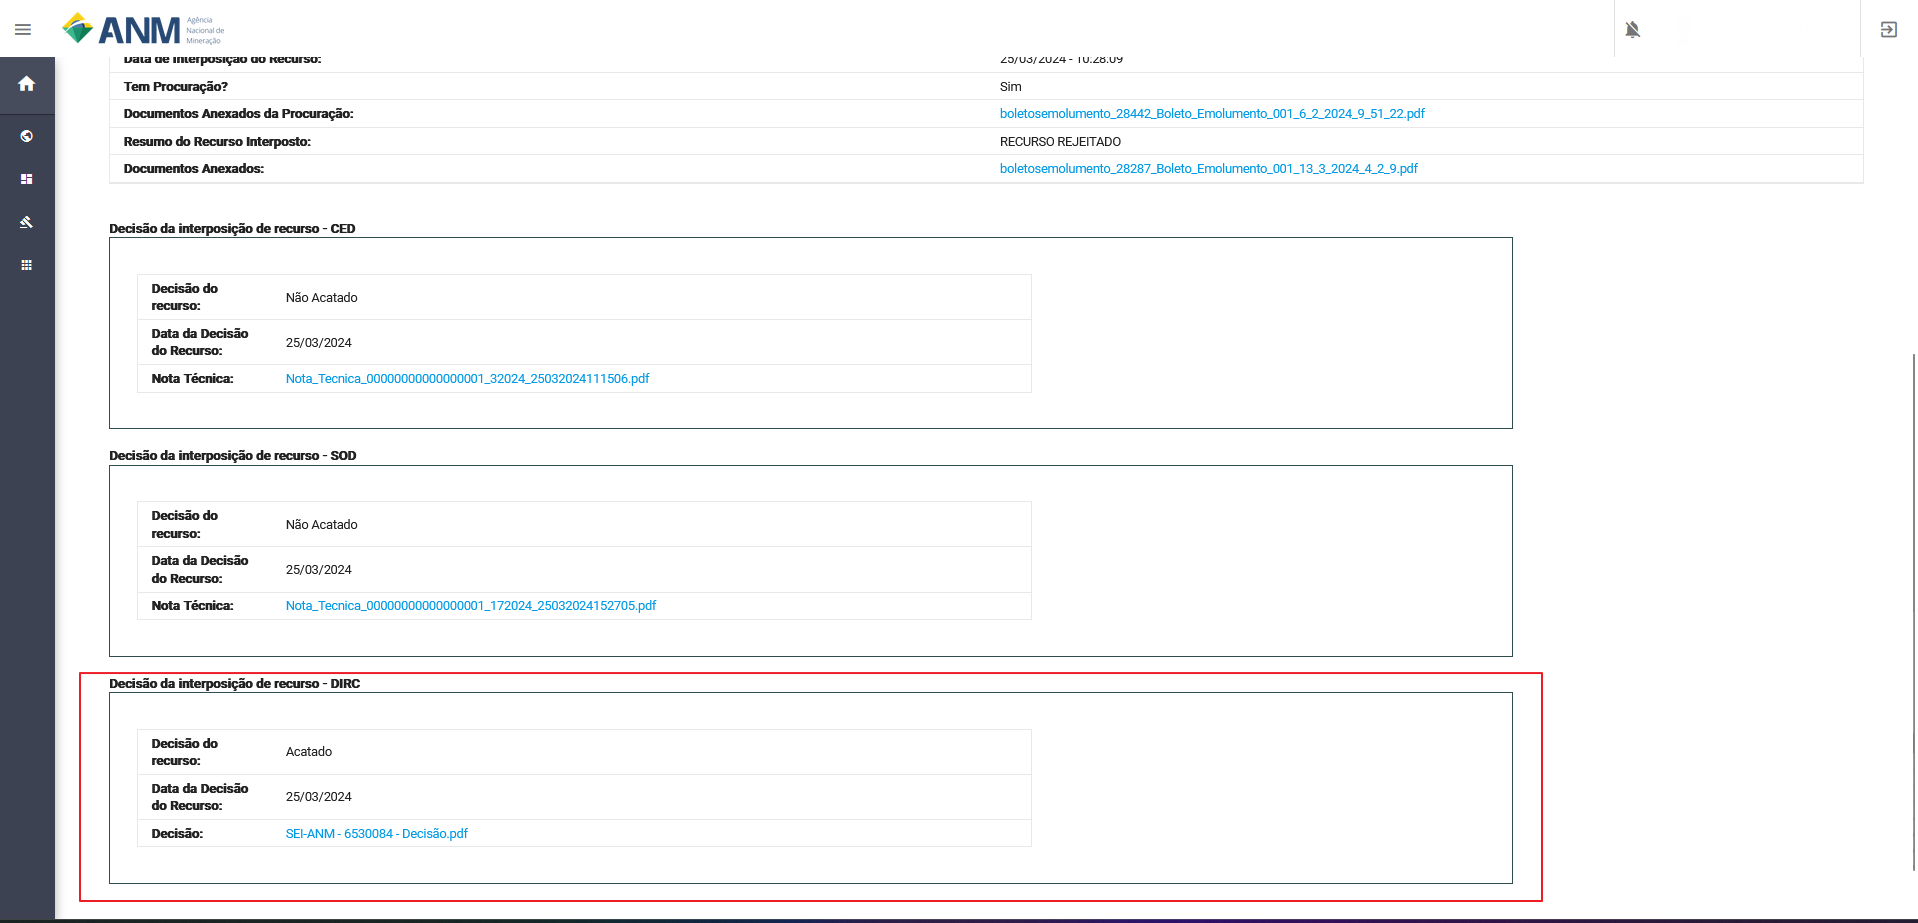 ANM
Agência
Nacional de
Mineração
Data de Interposição do Recurso: 25/03/2024 - 10:28:09
Tem Procuração? Sim
Documentos Anexados da Procuração: boletosemolumento_28442_Boleto_Emolumento_001_6_2_2024_9_51_22.pdf
Resumo do Recurso Interposto: RECURSO REJEITADO
Documentos Anexados: boletosemolumento_28287_Boleto_Emolumento_001_13_3_2024_4_2_9.pdf
Decisão da interposição de recurso - CED
Decisão do
recurso: Não Acatado
Data da Decisão
do Recurso: 25/03/2024
Nota Técnica: Nota_Tecnica_00000000000000001_32024_25032024111506.pdf
Decisão da interposição de recurso - SOD
Decisão do
recurso: Não Acatado
Data da Decisão
do Recurso: 25/03/2024
Nota Técnica: Nota_Tecnica_00000000000000001_172024_25032024152705.pdf
Decisão da interposição de recurso - DIRC
Decisão do
recurso: Acatado
Data da Decisão
do Recurso: 25/03/2024
Decisão: SEI-ANM - 6530084 - Decisão.pdf